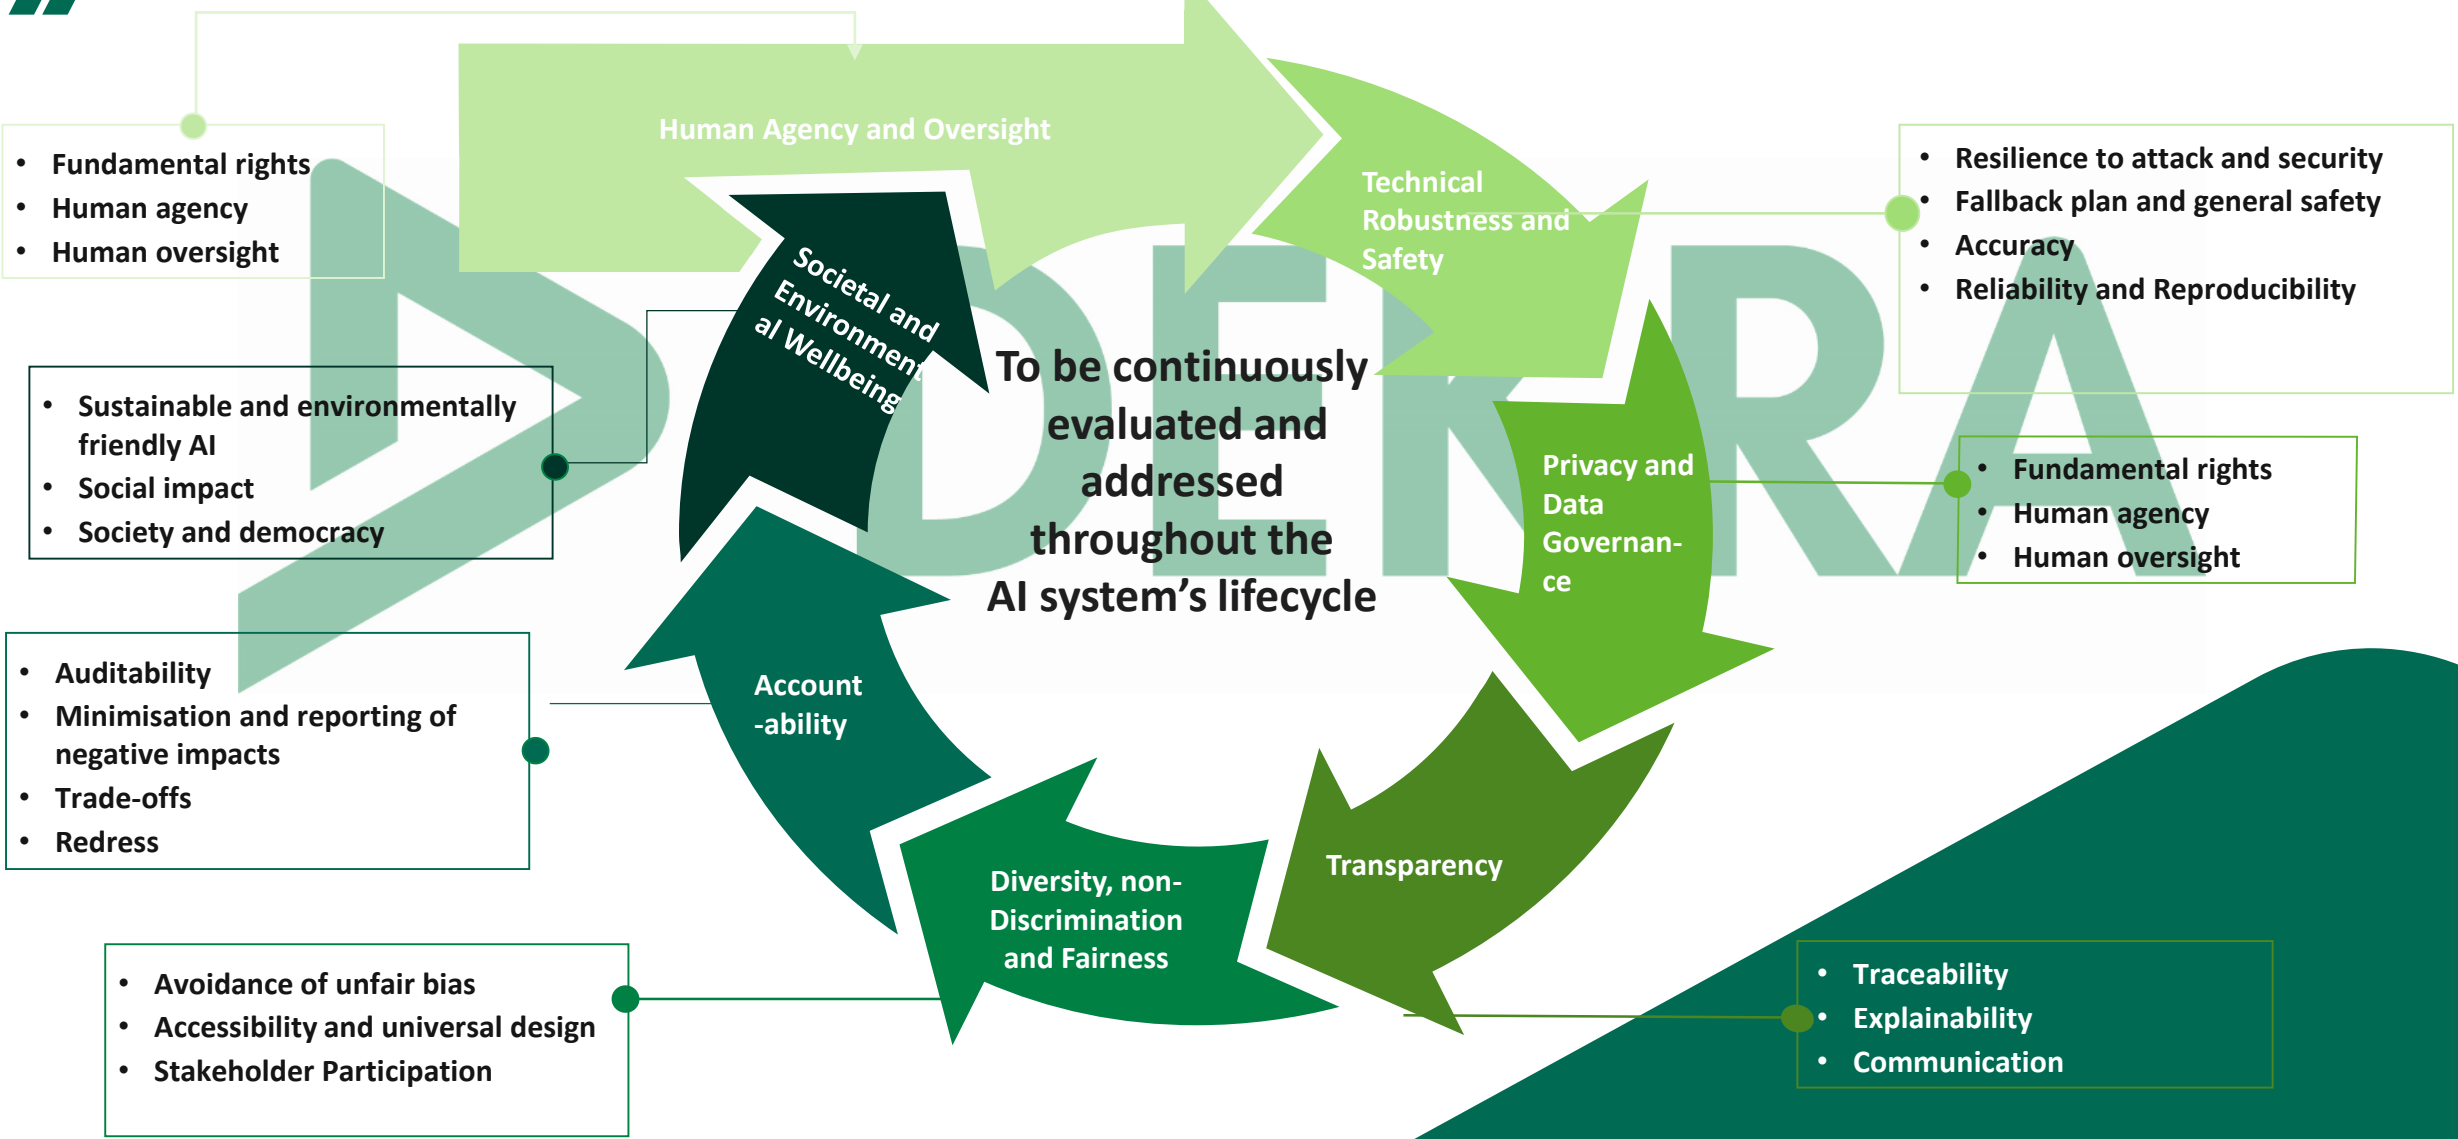 Human Agency and Oversight
• Fundamental rights
• Human agency
• Human oversight
Technical
Robustness and
Safety
• Resilience to attack and security
• Fallback plan and general safety
• Accuracy
• Reliability and Reproducibility
Societal and
Environment
al Wellbeing
• Sustainable and environmentally
friendly AI
• Social impact
• Society and democracy
To be continuously
evaluated and
addressed
throughout the
AI system's lifecycle
Privacy and
Data
Governan-
ce
• Fundamental rights
• Human agency
• Human oversight
DEKRA
Account
-ability
• Auditability
• Minimisation and reporting of
negative impacts
• Trade-offs
• Redress
Transparency
• Traceability
• Explainability
• Communication
Diversity, non-
Discrimination
and Fairness
• Avoidance of unfair bias
• Accessibility and universal design
• Stakeholder Participation